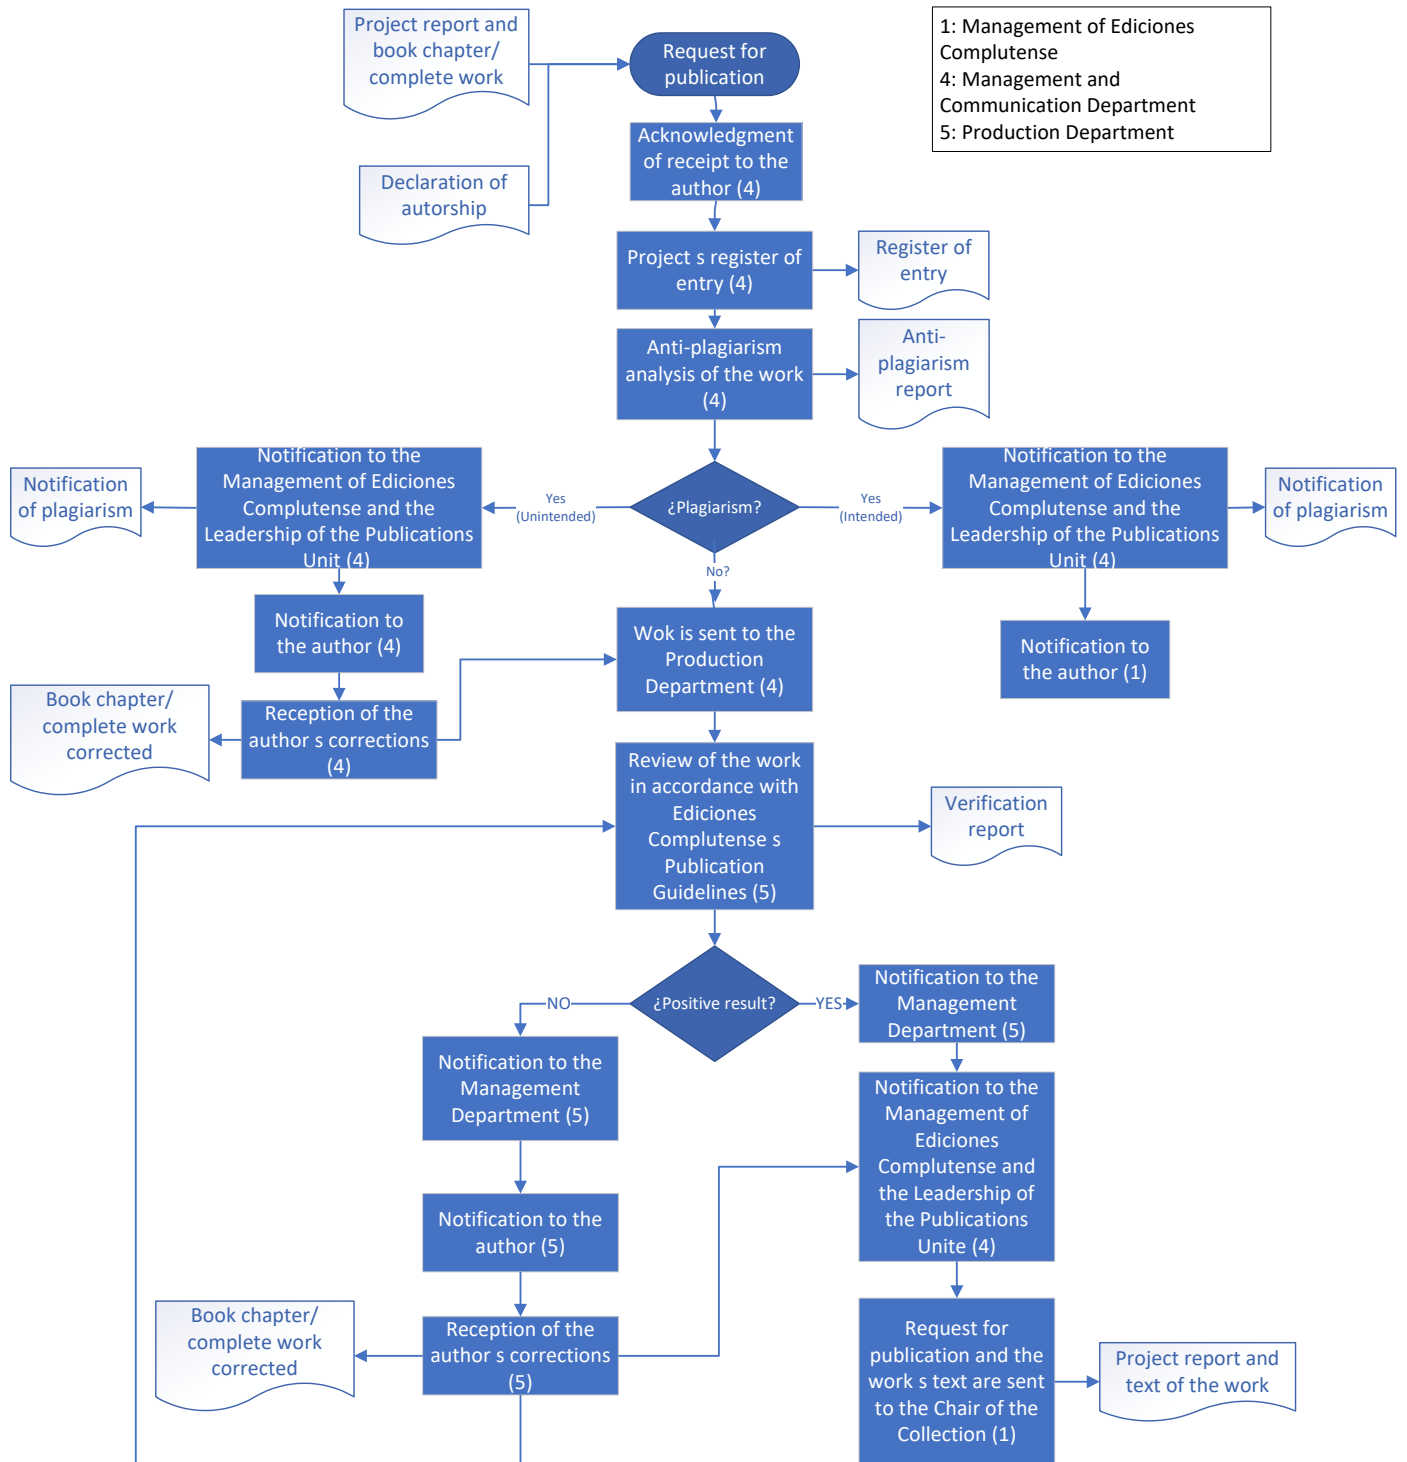 Project report and
book chapter/
complete work
Request for
publication
1: Management of Ediciones
Complutense
4: Management and
Communication Department
5: Production Department
Acknowledgment
of receipt to the
author (4)
Declaration of
autorship
Project s register of
entry (4)
Register of
entry
Anti-plagiarism
analysis of the work
(4)
Anti-
plagiarism
report
Notification
of plagiarism
Notification to the
Management of Ediciones
Complutense and the
Leadership of the Publications
Unit (4)
Yes
(Unintended)
¿Plagiarism?
Yes
(Intended)
Notification to the
Management of Ediciones
Complutense and the
Leadership of the Publications
Unit (4)
Notification
of plagiarism
No?
Notification to
the author (4)
Wok is sent to the
Production
Department (4)
Notification to
the author (1)
Book chapter/
complete work
corrected
Reception of the
author s corrections
(4)
Review of the work
in accordance with
Ediciones
Complutense s
Publication
Guidelines (5)
Verification
report
NO
¿Positive result?
YES
Notification to the
Management
Department (5)
Notification to the
Management
Department (5)
Notification to the
Management of
Ediciones
Complutense and
the Leadership of
the Publications
Unite (4)
Notification to the
author (5)
Book chapter/
complete work
corrected
Reception of the
author s corrections
(5)
Request for
publication and the
work s text are sent
to the Chair of the
Collection (1)
Project report and
text of the work